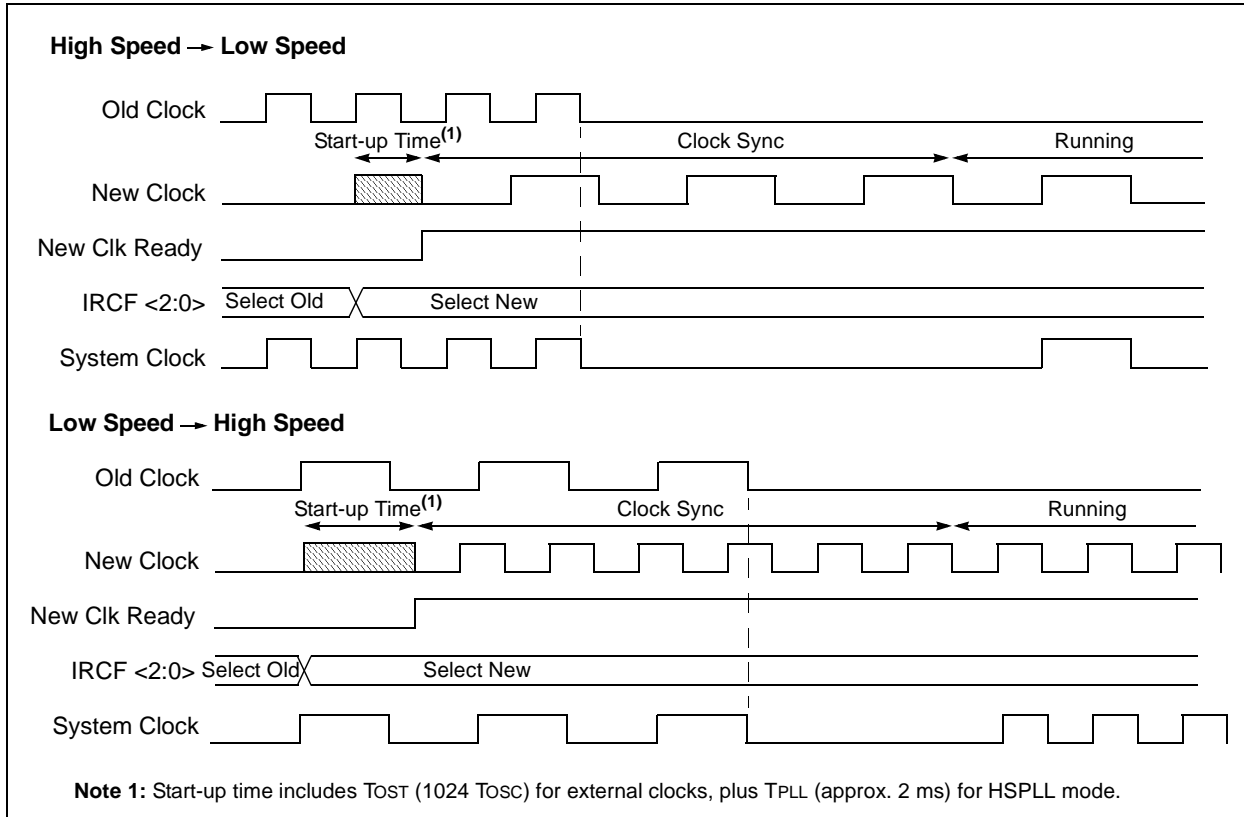 High Speed → Low Speed
Old Clock
Start-up Time(1)
Clock Sync
Running
New Clock
New Clk Ready
IRCF <2:0>
Select Old
Select New
System Clock
Low Speed → High Speed
Old Clock
Start-up Time(1)
Clock Sync
Running
New Clock
New Clk Ready
IRCF <2:0>
Select Old
Select New
System Clock
Note 1: Start-up time includes TOST (1024 TOSC) for external clocks, plus TPLL (approx. 2 ms) for HSPLL mode.